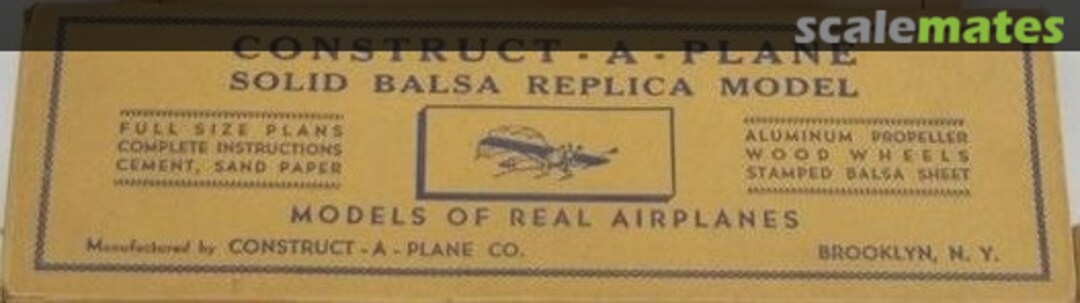 scalemates
CONSTRUCT-A-PLANE
SOLID BALSA REPLICA MODEL
FULL SIZE PLANS
COMPLETE INSTRUCTIONS
CEMENT, SAND PAPER
ALUMINUM PROPELLER
WOOD WHEELS
STAMPED BALSA SHEET
MODELS OF REAL AIRPLANES
Manufactured by CONSTRUCT-A-PLANE CO.
BROOKLYN, N. Y.